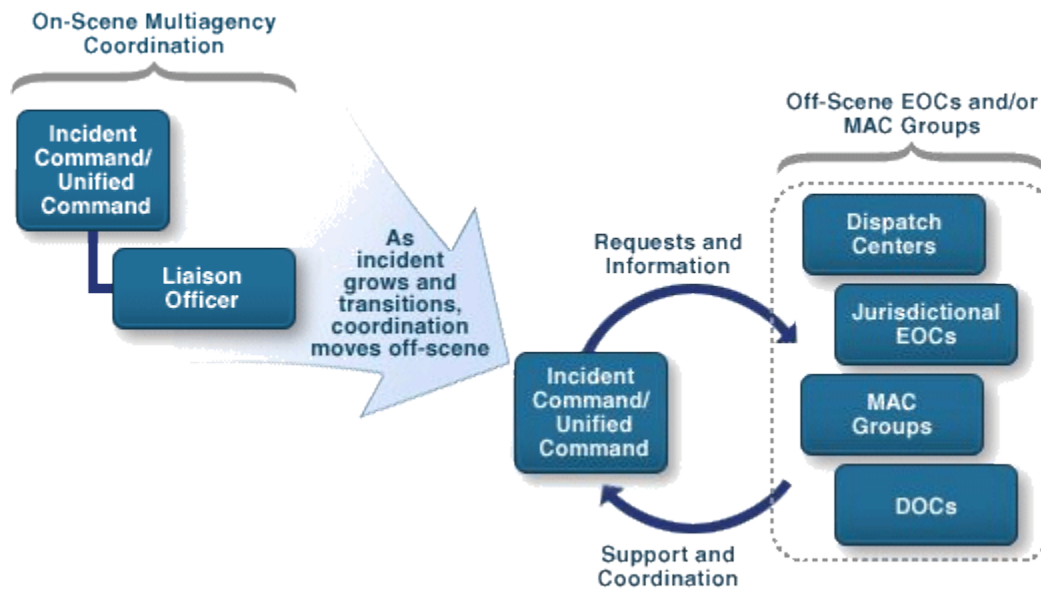 On-Scene Multiagency
Coordination
Incident
Command/
Unified
Command
Liaison
Officer
As
incident
grows and
transitions,
coordination
moves off-scene
Incident
Command/
Unified
Command
Requests and
Information
Support and
Coordination
Off-Scene EOCs and/or
MAC Groups
Dispatch
Centers
Jurisdictional
EOCs
MAC
Groups
DOCs